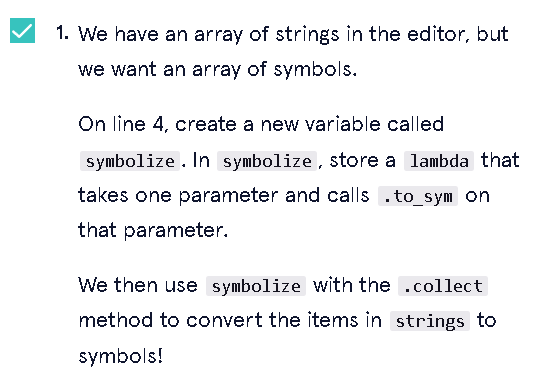 1. We have an array of strings in the editor, but
we want an array of symbols.
On line 4, create a new variable called
symbolize. In symbolize, store a lambda that
takes one parameter and calls .to_sym on
that parameter.
We then use symbolize with the .collect
method to convert the items in strings to
symbols!